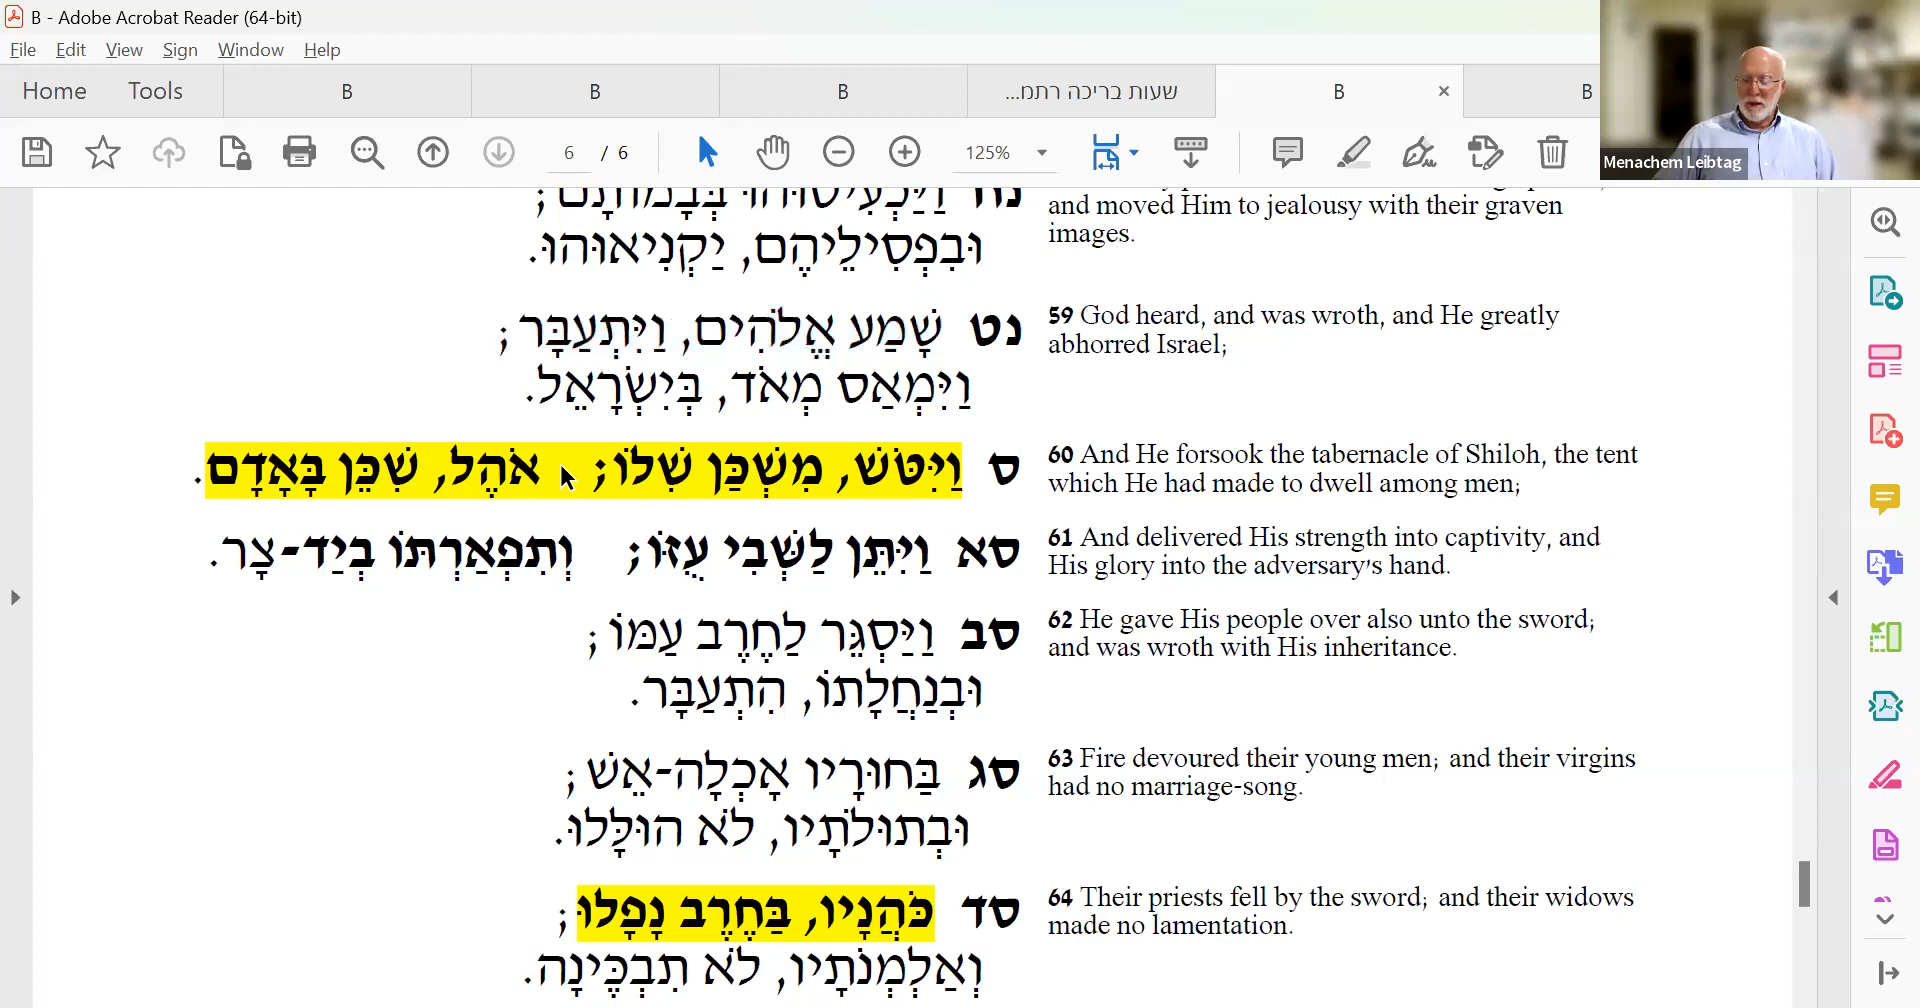 B - Adobe Acrobat Reader (64-bit)
File Edit View Sign Window Help
Home Tools B B B שעות בריכה רתמ... B × B
6 / 6 125%
Menachem Leibtag
נח וַיַּכְעִיסוּהוּ בְּבָמוֹתָם;
וּבִפְסִילֵיהֶם, יַקְנִיאוּהוּ.
and moved Him to jealousy with their graven
images.
נט שָׁמַע אֱלֹהִים, וַיִּתְעַבָּר;
וַיִּמְאַס מְאֹד, בְּיִשְׂרָאֵל.
59 God heard, and was wroth, and He greatly
abhorred Israel;
ס וַיִּטֹּשׁ, מִשְׁכַּן שִׁלוֹ; אֹהֶל, שִׁכֵּן בָּאָדָם.
60 And He forsook the tabernacle of Shiloh, the tent
which He had made to dwell among men;
סא וַיִּתֵּן לַשְּׁבִי עֻזּוֹ; וְתִפְאַרְתּוֹ בְיַד-צָר.
61 And delivered His strength into captivity, and
His glory into the adversary's hand.
סב וַיַּסְגֵּר לַחֶרֶב עַמּוֹ;
וּבְנַחֲלָתוֹ, הִתְעַבָּר.
62 He gave His people over also unto the sword;
and was wroth with His inheritance.
סג בַּחוּרָיו אָכְלָה-אֵשׁ;
וּבְתוּלֹתָיו, לֹא הוּלָּלוּ.
63 Fire devoured their young men; and their virgins
had no marriage-song.
סד כֹּהֲנָיו, בַּחֶרֶב נָפָלוּ;
וְאַלְמְנֹתָיו, לֹא תִבְכֶּינָה.
64 Their priests fell by the sword; and their widows
made no lamentation.